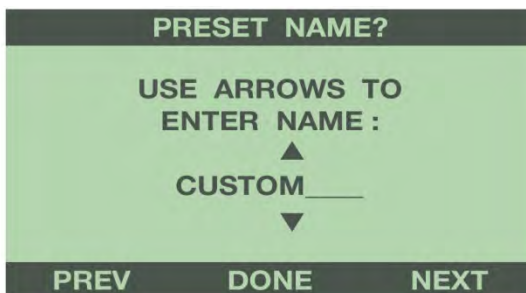 PRESET NAME?
USE ARROWS TO
ENTER NAME :
▲
CUSTOM____
▼
PREV DONE NEXT